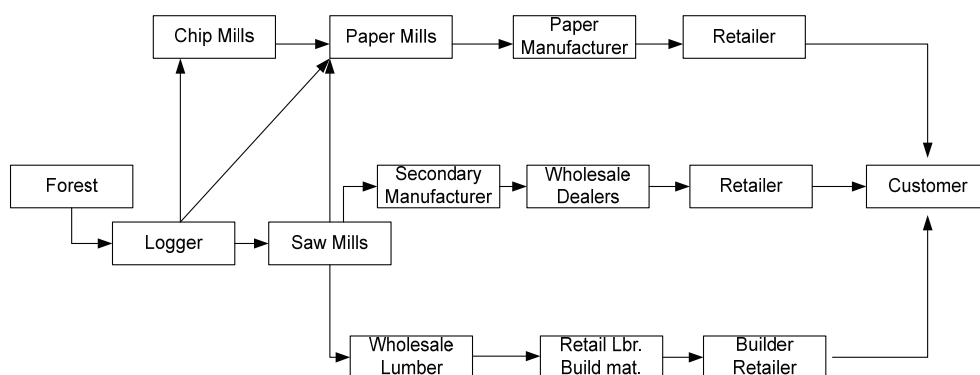 Chip Mills
Paper Mills
Paper
Manufacturer
Retailer
Forest
Secondary
Manufacturer
Wholesale
Dealers
Retailer
Customer
Logger
Saw Mills
Wholesale
Lumber
Retail Lbr.
Build mat.
Builder
Retailer